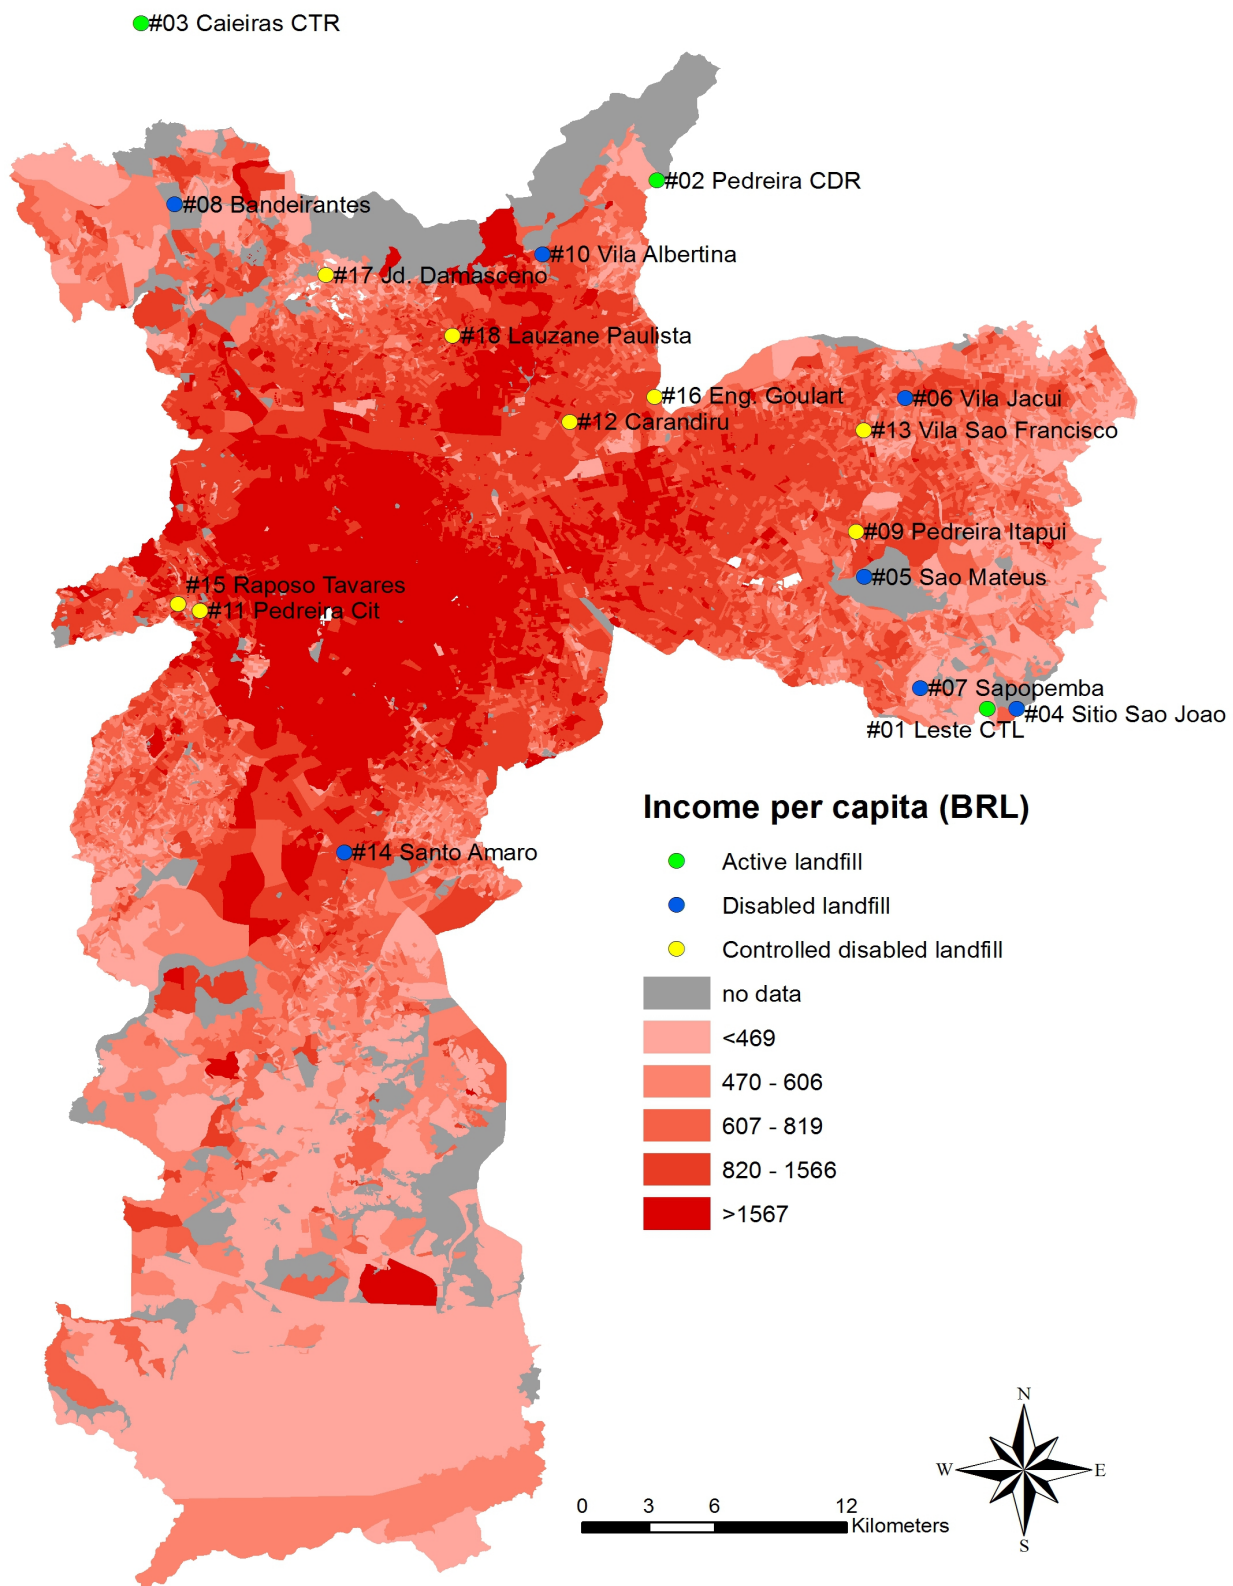 #03 Caieiras CTR
#02 Pedreira CDR
#08 Bandeirantes
#10 Vila Albertina
#17 Jd. Damasceno
#18 Lauzane Paulista
#16 Eng. Goulart
#06 Vila Jacui
#12 Carandiru
#13 Vila Sao Francisco
#09 Pedreira Itapui
#05 Sao Mateus
#15 Raposo Tavares
#11 Pedreira Cit
#07 Sapopemba
#04 Sitio Sao Joao
#01 Leste CTL
#14 Santo Amaro
Income per capita (BRL)
Active landfill
Disabled landfill
Controlled disabled landfill
no data
<469
470 - 606
607 - 819
820 - 1566
>1567
N
W E
S
0 3 6 12
Kilometers